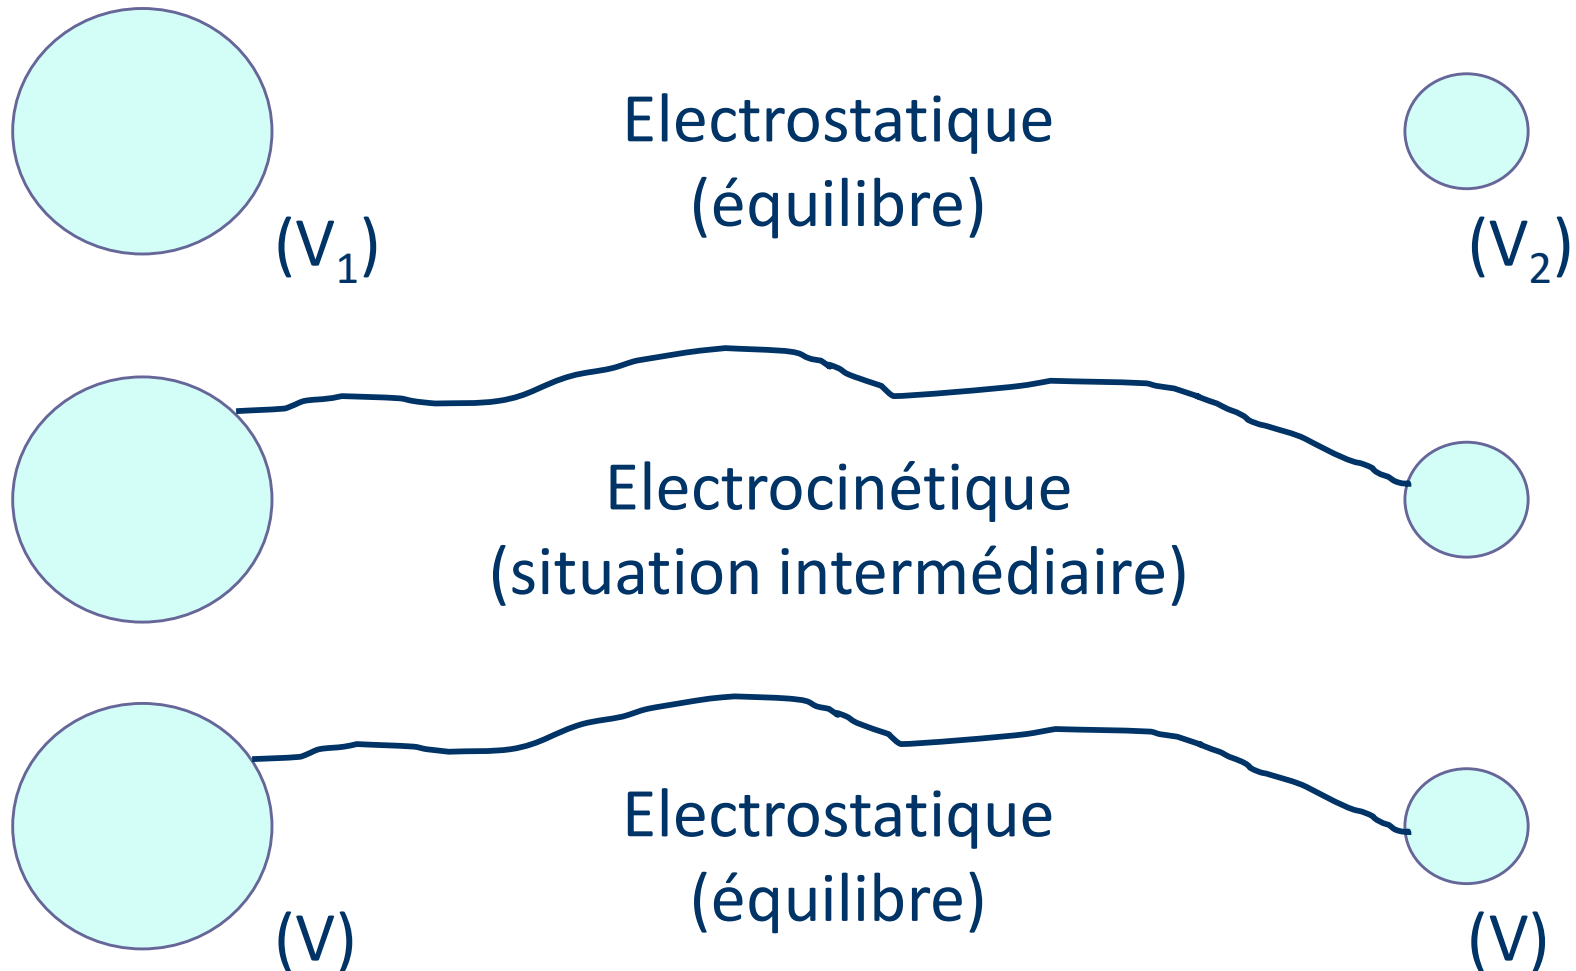 Electrostatique
(équilibre)
(V₁)
(V₂)
Electrocinétique
(situation intermédiaire)
Electrostatique
(équilibre)
(V)
(V)